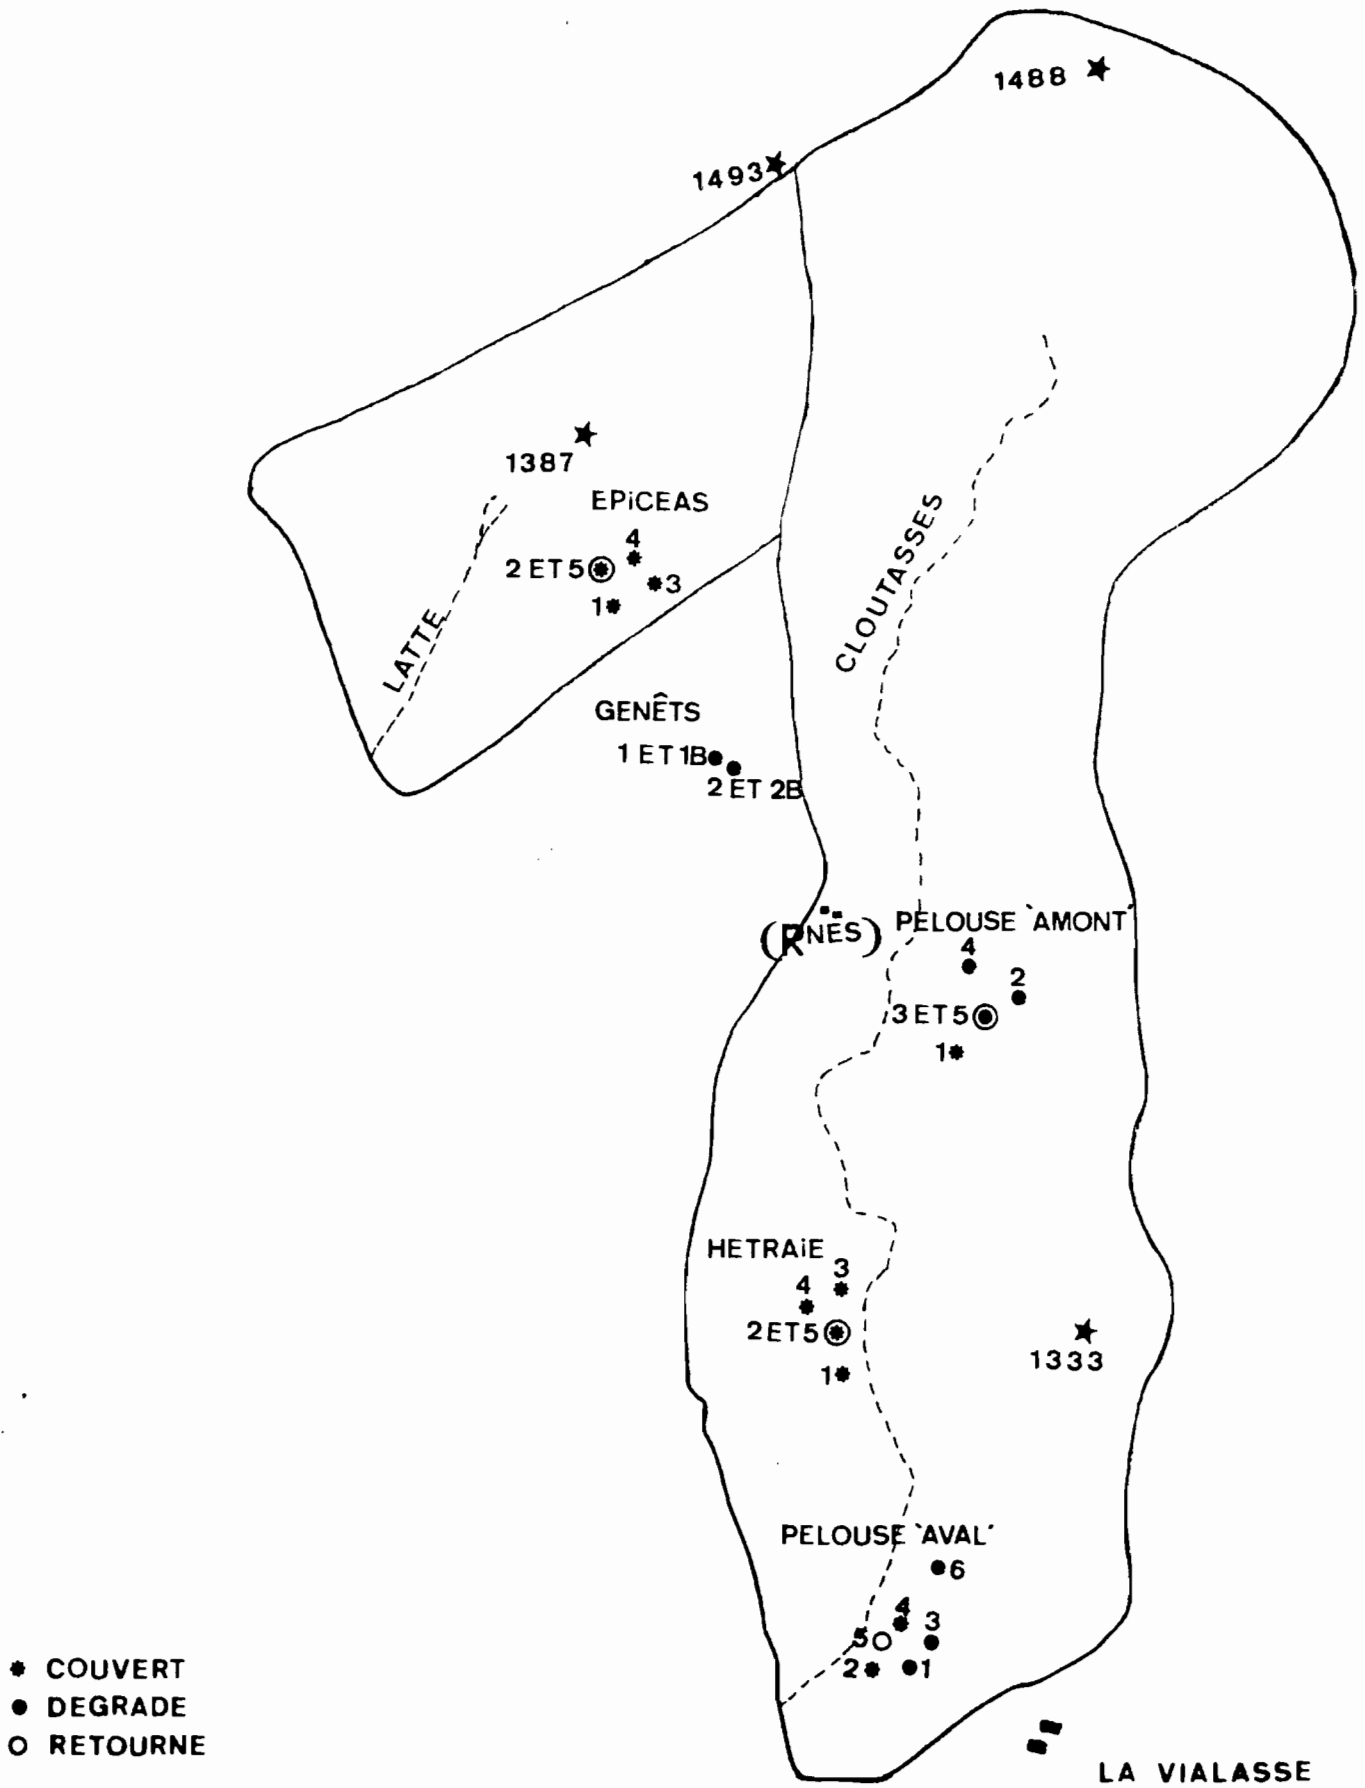 1488
1493
1387
EPiCEAS
4
2 ET 5
3
1
LATTE
CLOUTASSES
GENÊTS
1 ET 1B
2 ET 2B
(RNES)
PELOUSE `AMONT´
4
2
3 ET 5
1
HETRAiE
3
4
2 ET 5
1
1333
PELOUSE `AVAL´
6
4
3
5
2
1
COUVERT
DEGRADE
RETOURNE
LA VIALASSE